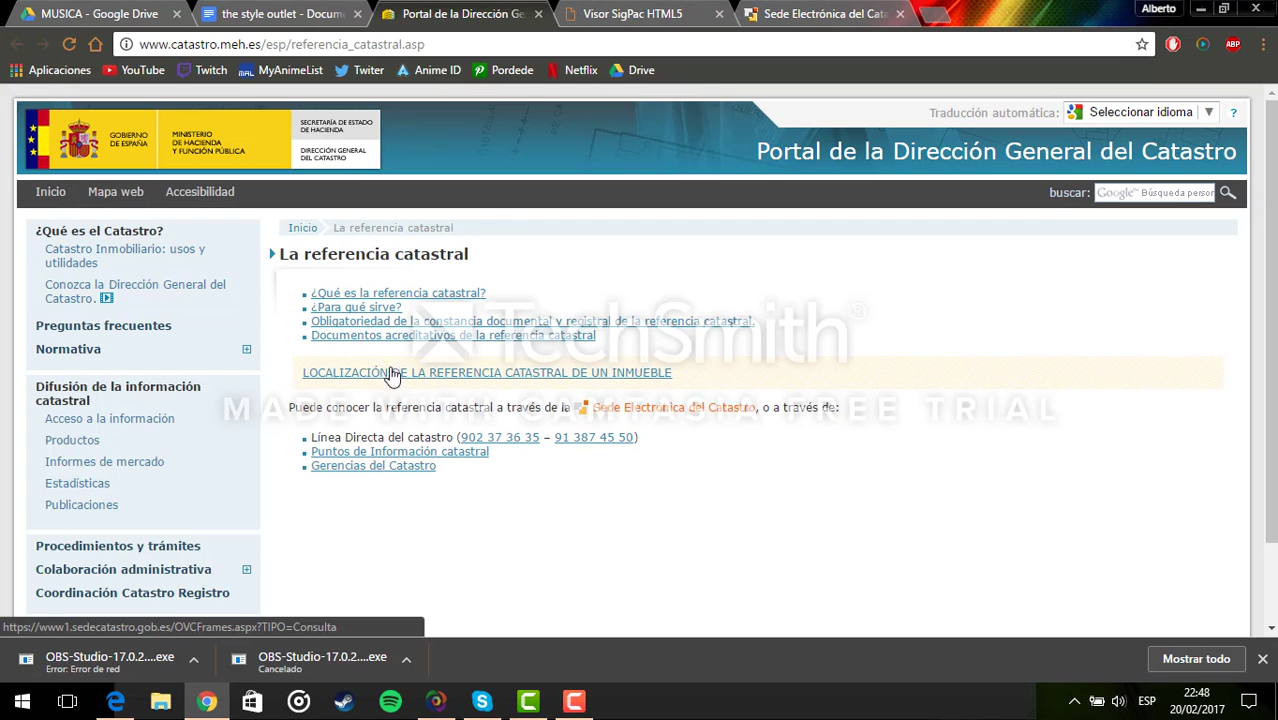 MUSICA - Google Drive
the style outlet - Docum
Portal de la Dirección Ge
Visor SigPac HTML5
Sede Electrónica del Cat
Alberto
www.catastro.meh.es/esp/referencia_catastral.asp
ABP
Aplicaciones
YouTube
Twitch
MAL MyAnimeList
Twiter
Anime ID
Pordede
Netflix
Drive
Traducción automática:
Seleccionar idioma
?
GOBIERNO
DE ESPAÑA
MINISTERIO
DE HACIENDA
Y FUNCIÓN PÚBLICA
SECRETARÍA DE ESTADO
DE HACIENDA
DIRECCIÓN GENERAL
DEL CATASTRO
Portal de la Dirección General del Catastro
Inicio
Mapa web
Accesibilidad
buscar:
Google™ Búsqueda person
¿Qué es el Catastro?
Catastro Inmobiliario: usos y
utilidades
Conozca la Dirección General del
Catastro.
Preguntas frecuentes
Normativa
Difusión de la información
catastral
Acceso a la información
Productos
Informes de mercado
Estadísticas
Publicaciones
Procedimientos y trámites
Colaboración administrativa
Coordinación Catastro Registro
Inicio
La referencia catastral
La referencia catastral
¿Qué es la referencia catastral?
¿Para qué sirve?
Obligatoriedad de la constancia documental y registral de la referencia catastral.
Documentos acreditativos de la referencia catastral
LOCALIZACIÓN DE LA REFERENCIA CATASTRAL DE UN INMUEBLE
Puede conocer la referencia catastral a través de la Sede Electrónica del Catastro, o a través de:
Línea Directa del catastro (902 37 36 35 – 91 387 45 50)
Puntos de Información catastral
Gerencias del Catastro
TechSmith®
MADE WITH CAMTASIA FREE TRIAL
https://www1.sedecatastro.gob.es/OVCFrames.aspx?TIPO=Consulta
OBS-Studio-17.0.2....exe
Error: Error de red
OBS-Studio-17.0.2....exe
Cancelado
Mostrar todo
ESP
22:48
20/02/2017